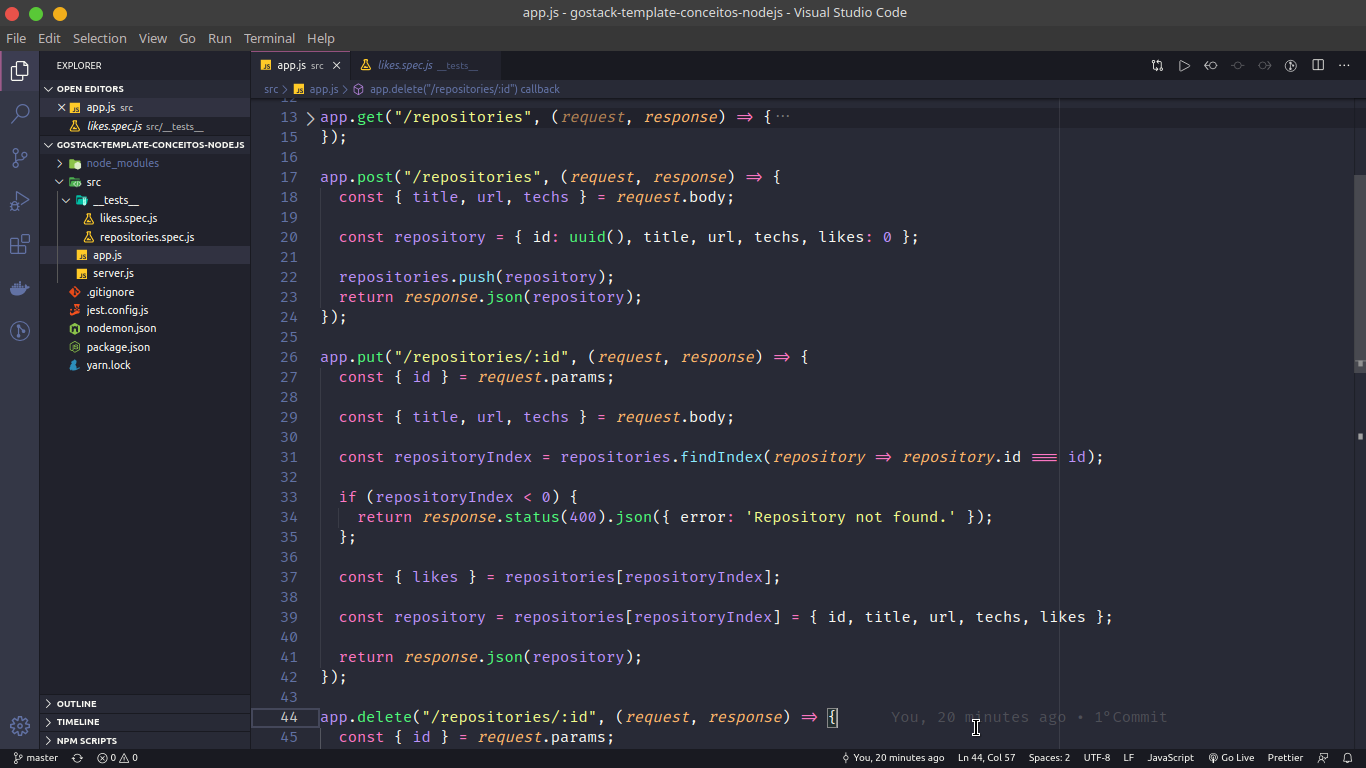 app.js - gostack-template-conceitos-nodejs - Visual Studio Code
File Edit Selection View Go Run Terminal Help
EXPLORER
OPEN EDITORS
app.js src
likes.spec.js src/__tests__
GOSTACK-TEMPLATE-CONCEITOS-NODEJS
node_modules
src
__tests__
likes.spec.js
repositories.spec.js
app.js
server.js
.gitignore
jest.config.js
nodemon.json
package.json
yarn.lock
OUTLINE
TIMELINE
NPM SCRIPTS
app.js src likes.spec.js __tests__
src > app.js > app.delete("/repositories/:id") callback
12
13 app.get("/repositories", (request, response) => {···
15 });
16
17 app.post("/repositories", (request, response) => {
18 const { title, url, techs } = request.body;
19
20 const repository = { id: uuid(), title, url, techs, likes: 0 };
21
22 repositories.push(repository);
23 return response.json(repository);
24 });
25
26 app.put("/repositories/:id", (request, response) => {
27 const { id } = request.params;
28
29 const { title, url, techs } = request.body;
30
31 const repositoryIndex = repositories.findIndex(repository => repository.id === id);
32
33 if (repositoryIndex < 0) {
34 return response.status(400).json({ error: 'Repository not found.' });
35 };
36
37 const { likes } = repositories[repositoryIndex];
38
39 const repository = repositories[repositoryIndex] = { id, title, url, techs, likes };
40
41 return response.json(repository);
42 });
43
44 app.delete("/repositories/:id", (request, response) => { You, 20 minutes ago • 1°Commit
45 const { id } = request.params;
master 0 0 You, 20 minutes ago Ln 44, Col 57 Spaces: 2 UTF-8 LF JavaScript Go Live Prettier